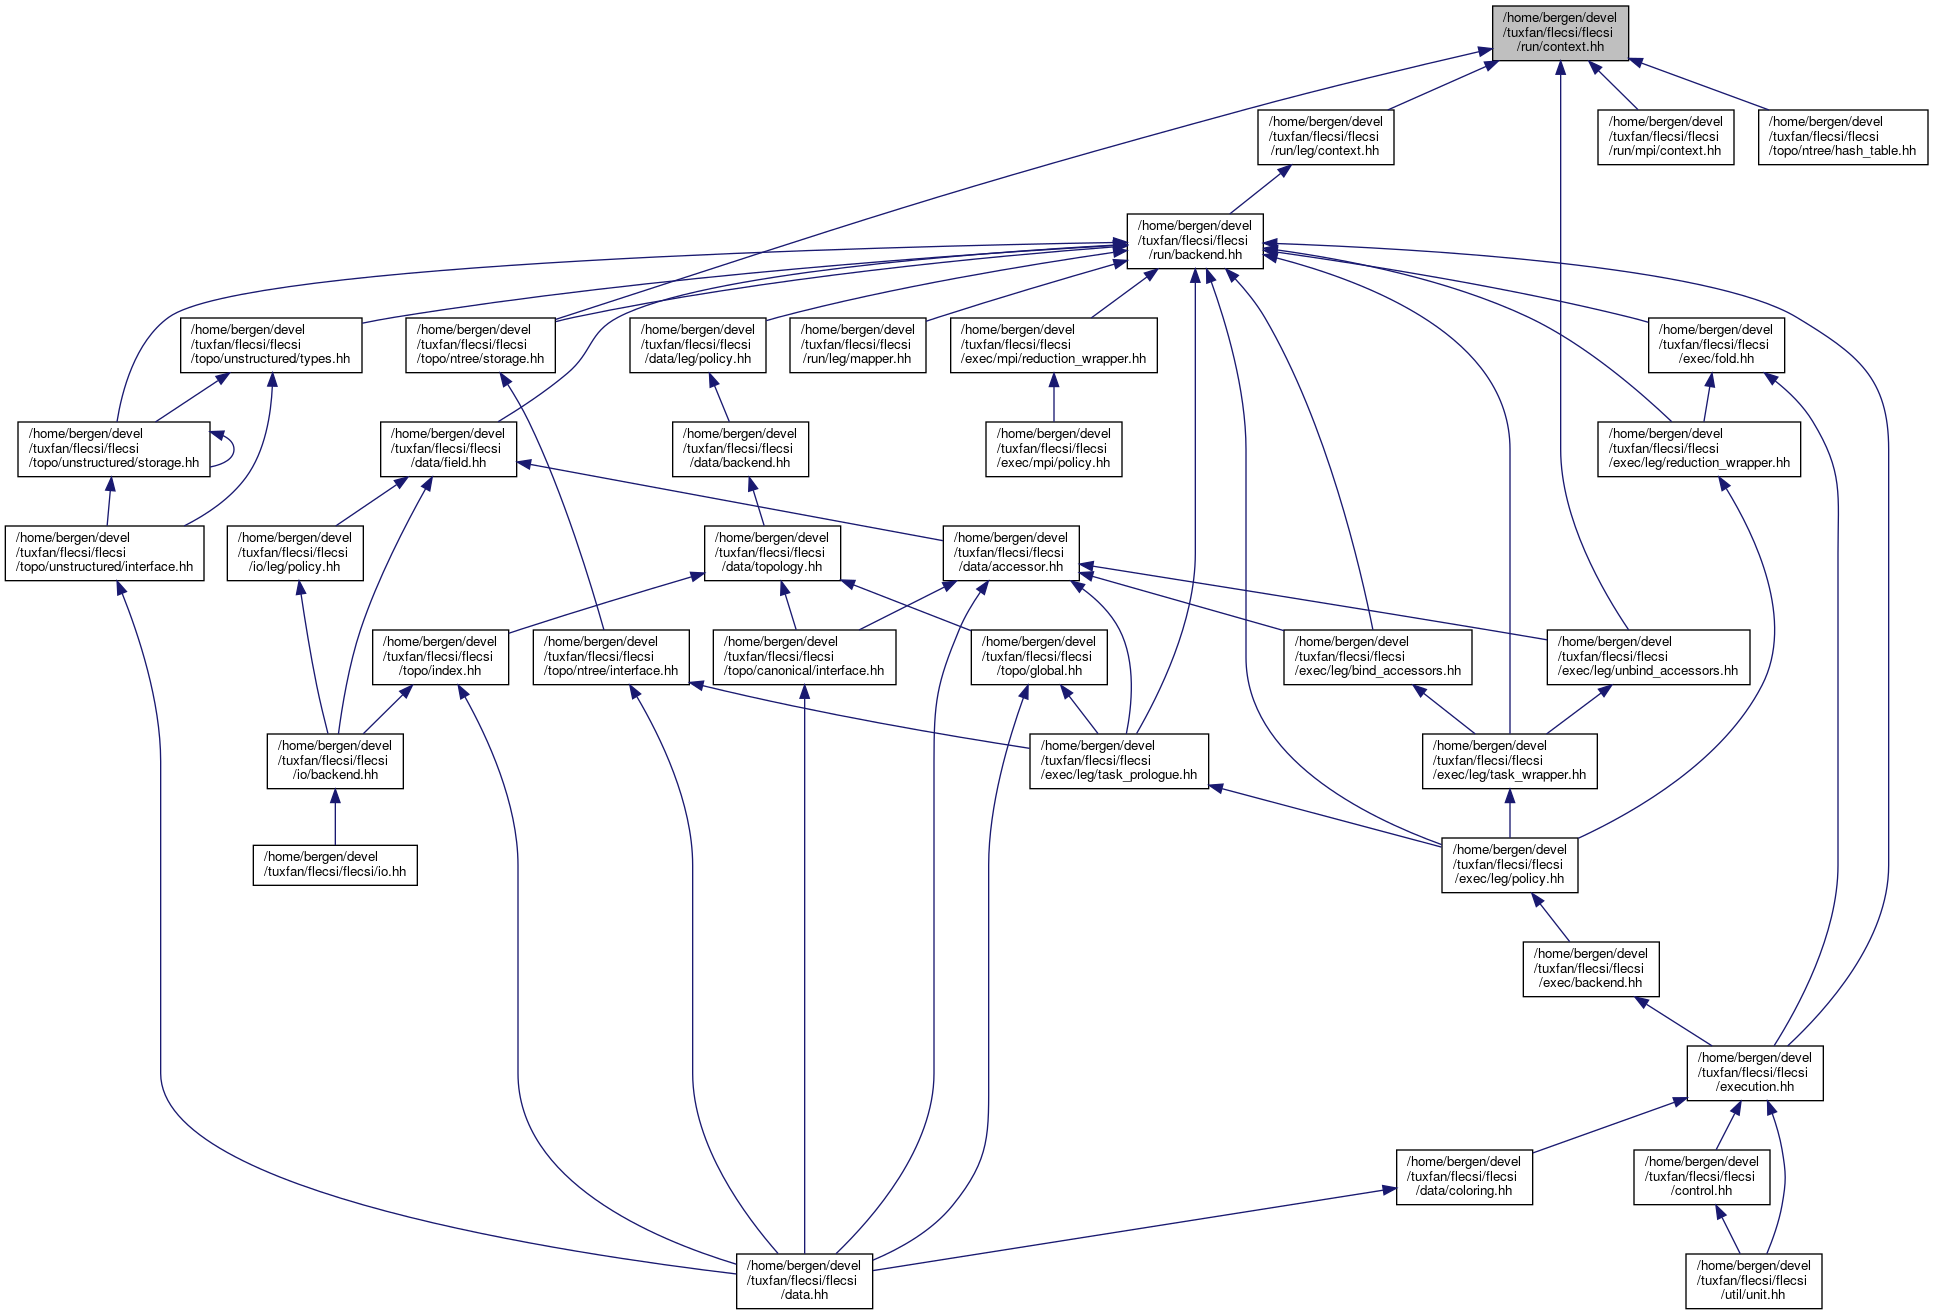 /home/bergen/devel
/tuxfan/flecsi/flecsi
/run/context.hh
/home/bergen/devel
/tuxfan/flecsi/flecsi
/run/leg/context.hh
/home/bergen/devel
/tuxfan/flecsi/flecsi
/run/mpi/context.hh
/home/bergen/devel
/tuxfan/flecsi/flecsi
/topo/ntree/hash_table.hh
/home/bergen/devel
/tuxfan/flecsi/flecsi
/run/backend.hh
/home/bergen/devel
/tuxfan/flecsi/flecsi
/topo/unstructured/types.hh
/home/bergen/devel
/tuxfan/flecsi/flecsi
/topo/ntree/storage.hh
/home/bergen/devel
/tuxfan/flecsi/flecsi
/data/leg/policy.hh
/home/bergen/devel
/tuxfan/flecsi/flecsi
/run/leg/mapper.hh
/home/bergen/devel
/tuxfan/flecsi/flecsi
/exec/mpi/reduction_wrapper.hh
/home/bergen/devel
/tuxfan/flecsi/flecsi
/exec/fold.hh
/home/bergen/devel
/tuxfan/flecsi/flecsi
/topo/unstructured/storage.hh
/home/bergen/devel
/tuxfan/flecsi/flecsi
/data/field.hh
/home/bergen/devel
/tuxfan/flecsi/flecsi
/data/backend.hh
/home/bergen/devel
/tuxfan/flecsi/flecsi
/exec/mpi/policy.hh
/home/bergen/devel
/tuxfan/flecsi/flecsi
/exec/leg/reduction_wrapper.hh
/home/bergen/devel
/tuxfan/flecsi/flecsi
/topo/unstructured/interface.hh
/home/bergen/devel
/tuxfan/flecsi/flecsi
/io/leg/policy.hh
/home/bergen/devel
/tuxfan/flecsi/flecsi
/data/topology.hh
/home/bergen/devel
/tuxfan/flecsi/flecsi
/data/accessor.hh
/home/bergen/devel
/tuxfan/flecsi/flecsi
/topo/index.hh
/home/bergen/devel
/tuxfan/flecsi/flecsi
/topo/ntree/interface.hh
/home/bergen/devel
/tuxfan/flecsi/flecsi
/topo/canonical/interface.hh
/home/bergen/devel
/tuxfan/flecsi/flecsi
/topo/global.hh
/home/bergen/devel
/tuxfan/flecsi/flecsi
/exec/leg/bind_accessors.hh
/home/bergen/devel
/tuxfan/flecsi/flecsi
/exec/leg/unbind_accessors.hh
/home/bergen/devel
/tuxfan/flecsi/flecsi
/io/backend.hh
/home/bergen/devel
/tuxfan/flecsi/flecsi
/exec/leg/task_prologue.hh
/home/bergen/devel
/tuxfan/flecsi/flecsi
/exec/leg/task_wrapper.hh
/home/bergen/devel
/tuxfan/flecsi/flecsi/io.hh
/home/bergen/devel
/tuxfan/flecsi/flecsi
/exec/leg/policy.hh
/home/bergen/devel
/tuxfan/flecsi/flecsi
/exec/backend.hh
/home/bergen/devel
/tuxfan/flecsi/flecsi
/execution.hh
/home/bergen/devel
/tuxfan/flecsi/flecsi
/data/coloring.hh
/home/bergen/devel
/tuxfan/flecsi/flecsi
/control.hh
/home/bergen/devel
/tuxfan/flecsi/flecsi
/data.hh
/home/bergen/devel
/tuxfan/flecsi/flecsi
/util/unit.hh